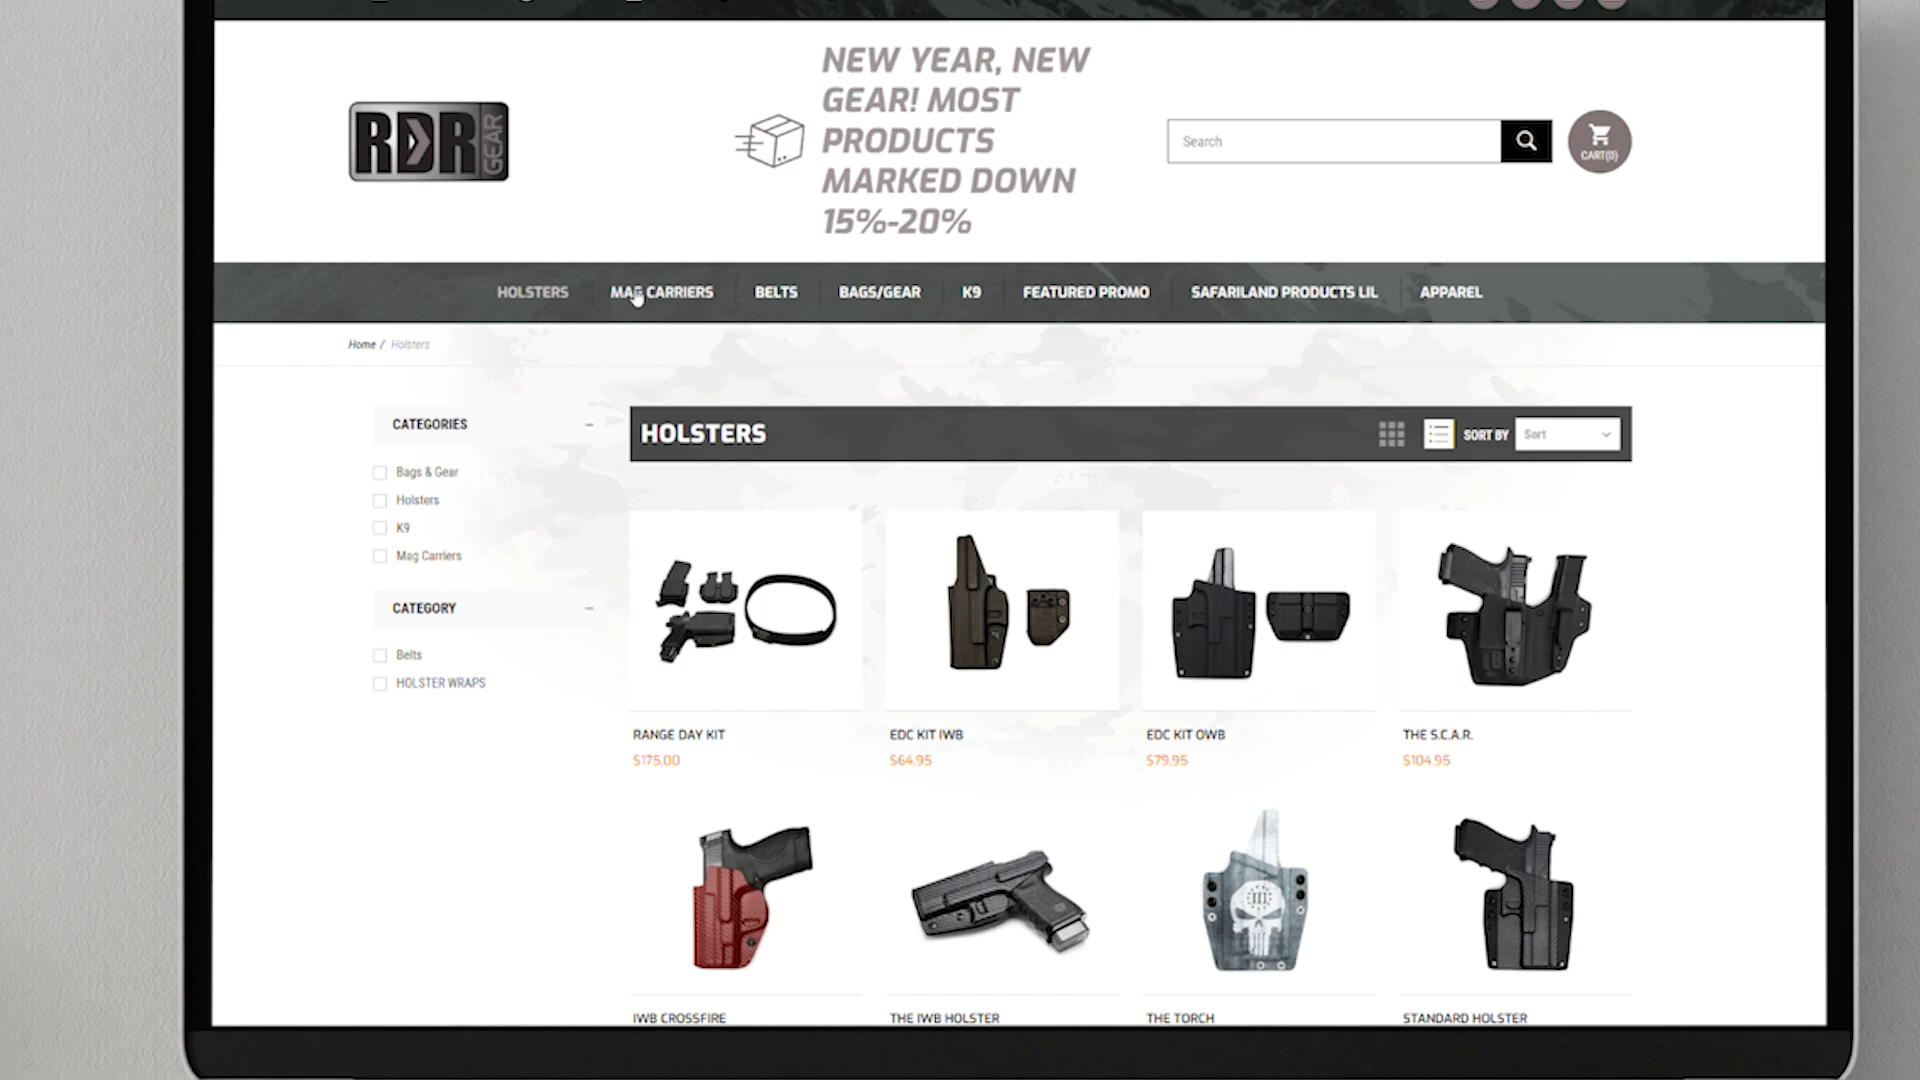 NEW YEAR, NEW
GEAR! MOST
PRODUCTS
MARKED DOWN
15%-20%
RDR GEAR
Search
CART(0)
HOLSTERS
MAG CARRIERS
BELTS
BAGS/GEAR
K9
FEATURED PROMO
SAFARILAND PRODUCTS LIL
APPAREL
Home / Holsters
CATEGORIES
Bags & Gear
Holsters
K9
Mag Carriers
CATEGORY
Belts
HOLSTER WRAPS
HOLSTERS
SORT BY
Sort
RANGE DAY KIT
$175.00
EDC KIT IWB
$64.95
EDC KIT OWB
$79.95
THE S.C.A.R.
$104.95
IWB CROSSFIRE
THE IWB HOLSTER
THE TORCH
STANDARD HOLSTER